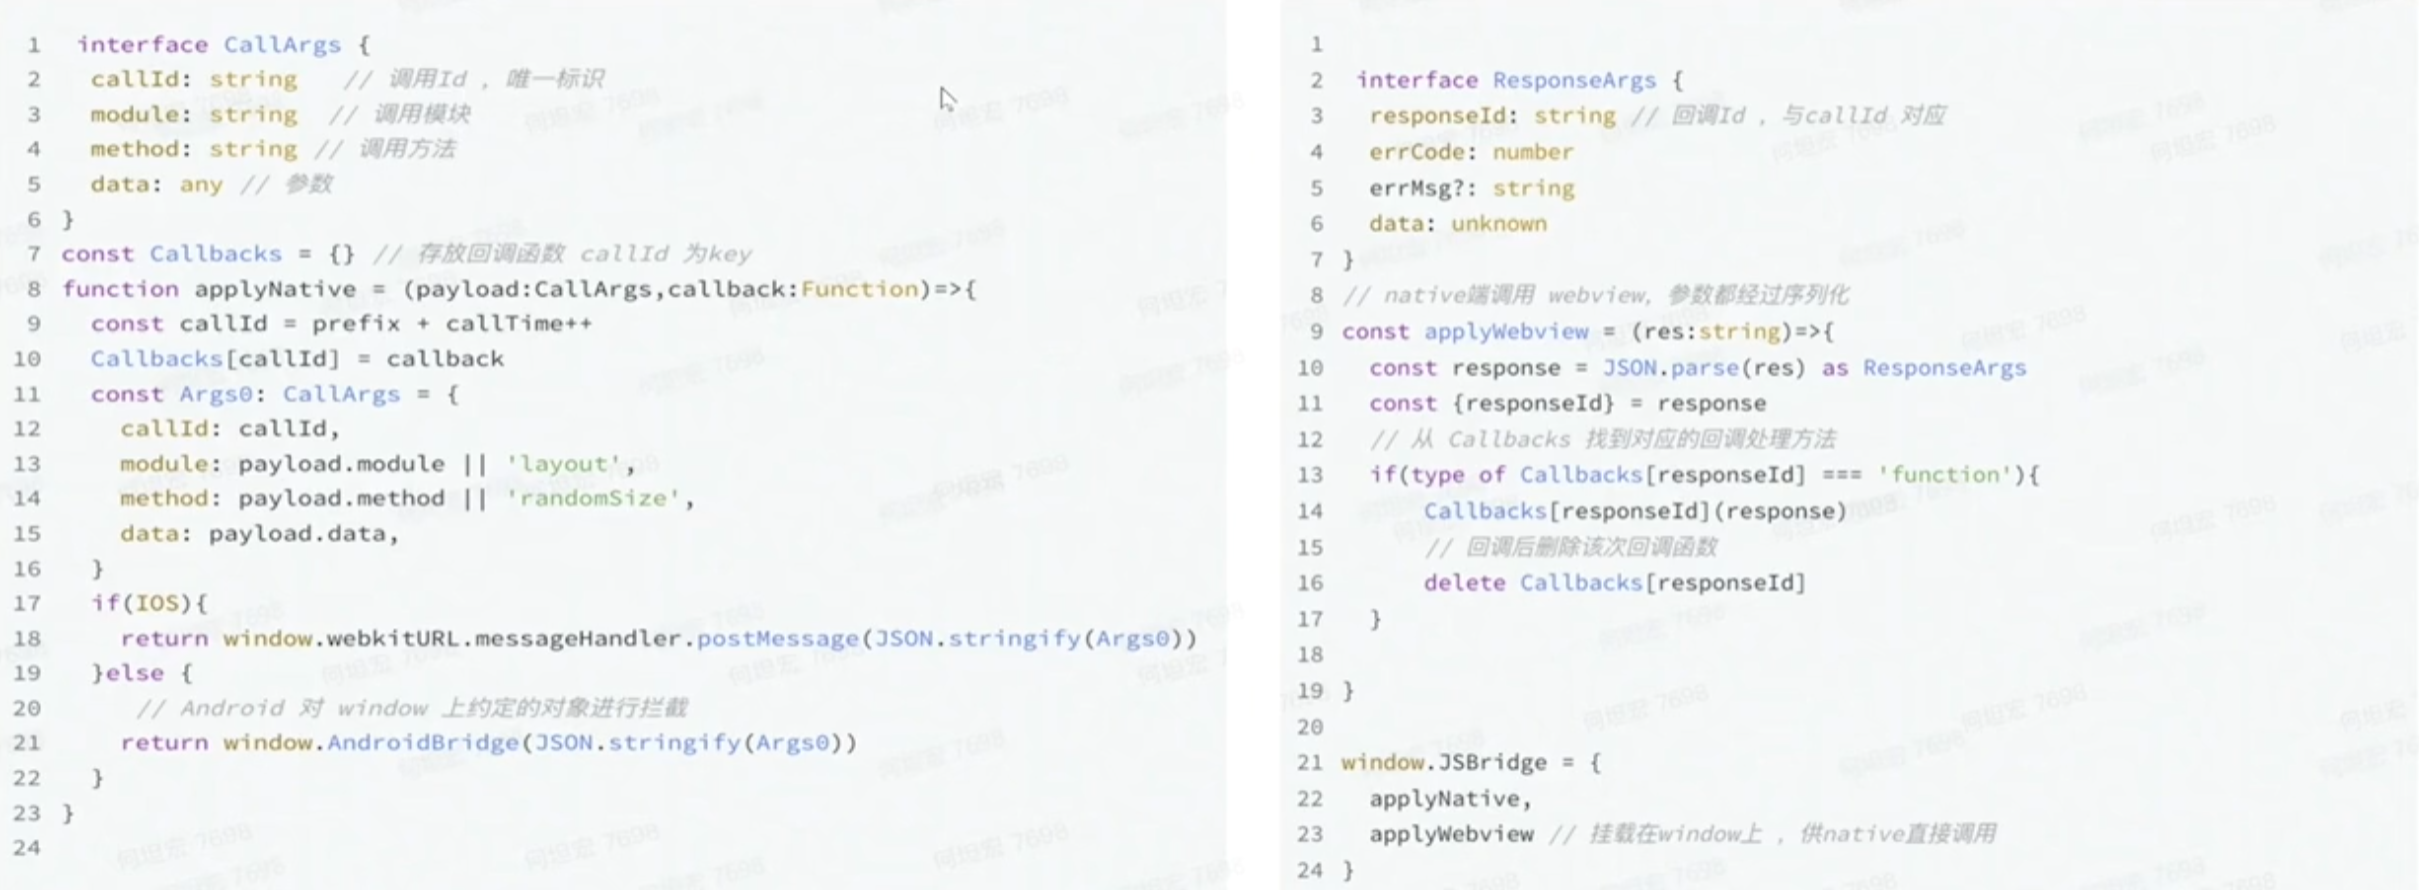 1 interface CallArgs {
2 callId: string // 调用Id , 唯一标识
3 module: string // 调用模块
4 method: string // 调用方法
5 data: any // 参数
6 }
7 const Callbacks = {} // 存放回调函数 callId 为key
8 function applyNative = (payload:CallArgs,callback:Function)=>{
9 const callId = prefix + callTime++
10 Callbacks[callId] = callback
11 const Args0: CallArgs = {
12 callId: callId,
13 module: payload.module || 'layout',
14 method: payload.method || 'randomSize',
15 data: payload.data,
16 }
17 if(IOS){
18 return window.webkitURL.messageHandler.postMessage(JSON.stringify(Args0))
19 }else {
20 // Android 对 window 上约定的对象进行拦截
21 return window.AndroidBridge(JSON.stringify(Args0))
22 }
23 }
24
1
2 interface ResponseArgs {
3 responseId: string // 回调Id , 与callId 对应
4 errCode: number
5 errMsg?: string
6 data: unknown
7 }
8 // native端调用 webview, 参数都经过序列化
9 const applyWebview = (res:string)=>{
10 const response = JSON.parse(res) as ResponseArgs
11 const {responseId} = response
12 // 从 Callbacks 找到对应的回调处理方法
13 if(type of Callbacks[responseId] === 'function'){
14 Callbacks[responseId](response)
15 // 回调后删除该次回调函数
16 delete Callbacks[responseId]
17 }
18
19 }
20
21 window.JSBridge = {
22 applyNative,
23 applyWebview // 挂载在window上 , 供native直接调用
24 }